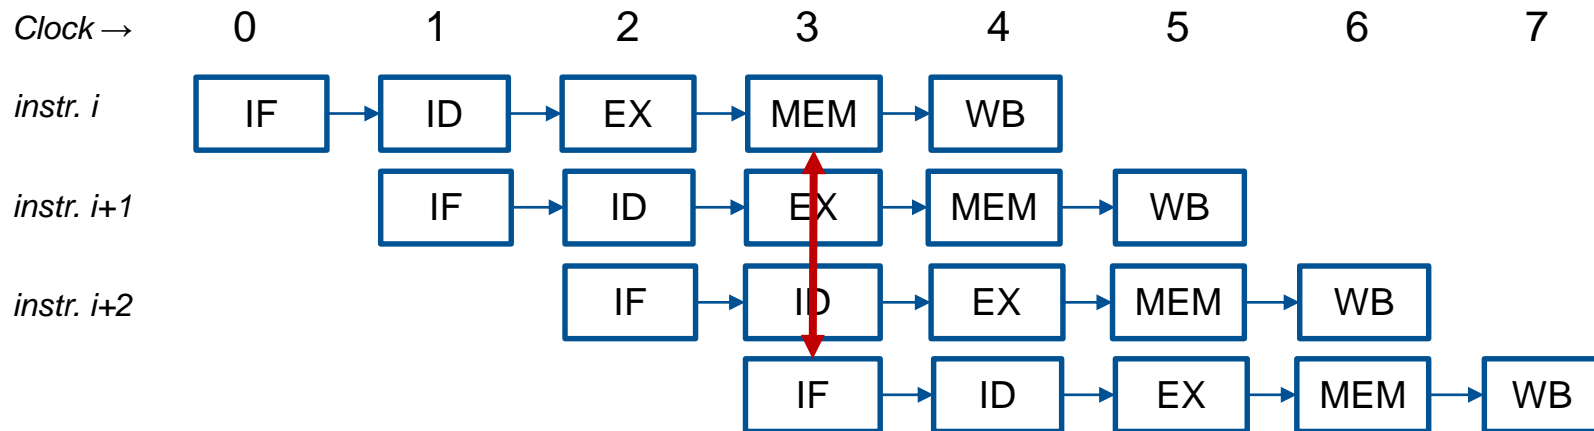 Clock → 0 1 2 3 4 5 6 7
instr. i IF ID EX MEM WB
instr. i+1 IF ID EX MEM WB
instr. i+2 IF ID EX MEM WB
IF ID EX MEM WB